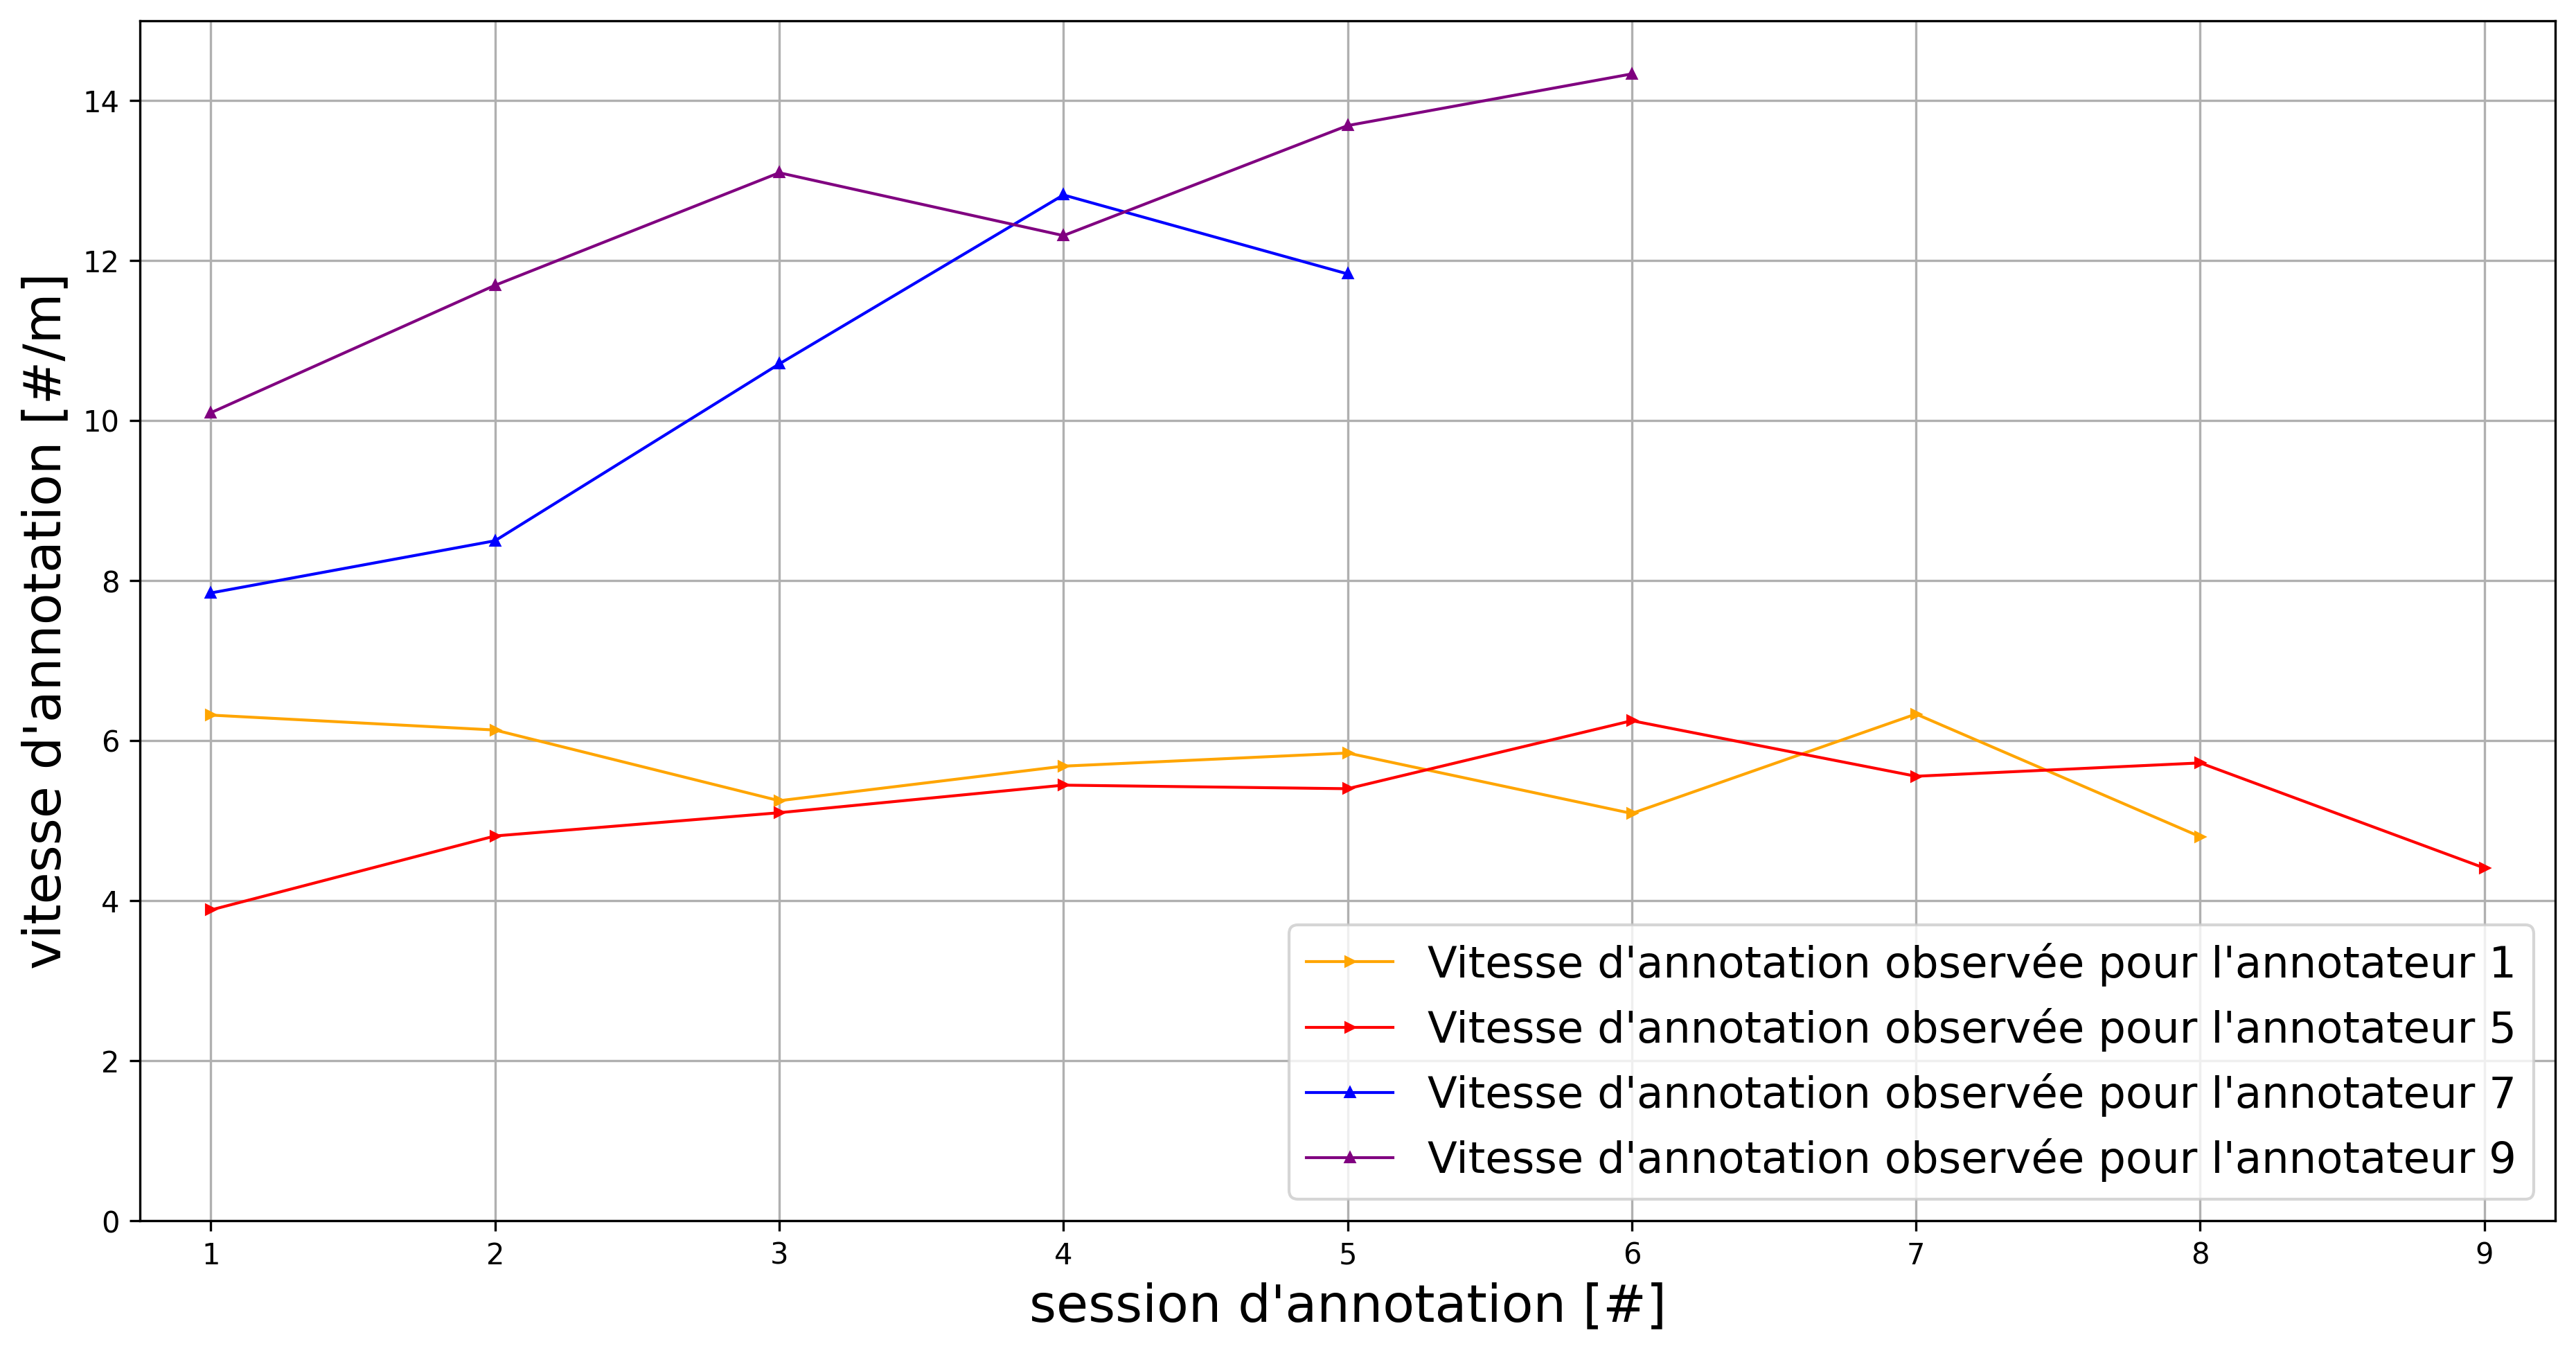 vitesse d'annotation [#/m]
14
12
10
8
6
4
2
0
1 2 3 4 5 6 7 8 9
session d'annotation [#]
Vitesse d'annotation observée pour l'annotateur 1
Vitesse d'annotation observée pour l'annotateur 5
Vitesse d'annotation observée pour l'annotateur 7
Vitesse d'annotation observée pour l'annotateur 9